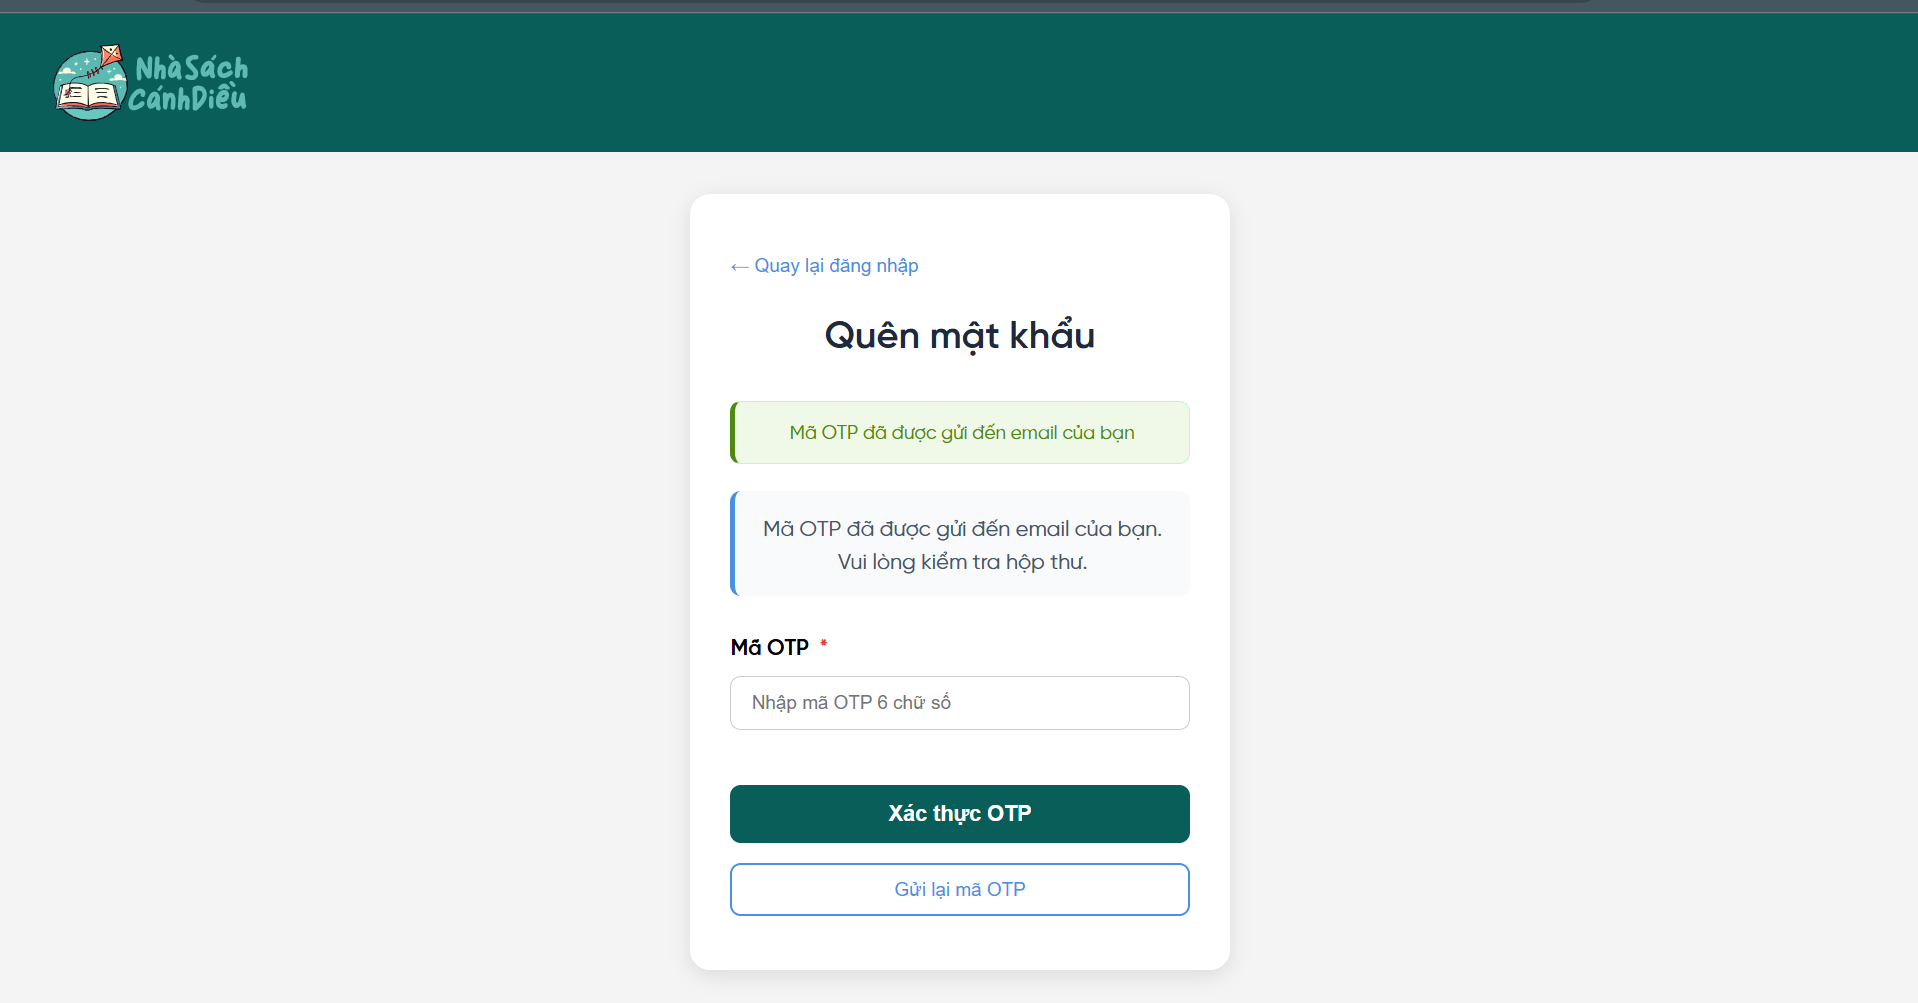 NhàSách
CánhDiều
← Quay lại đăng nhập
Quên mật khẩu
Mã OTP đã được gửi đến email của bạn
Mã OTP đã được gửi đến email của bạn.
Vui lòng kiểm tra hộp thư.
Mã OTP *
Nhập mã OTP 6 chữ số
Xác thực OTP
Gửi lại mã OTP